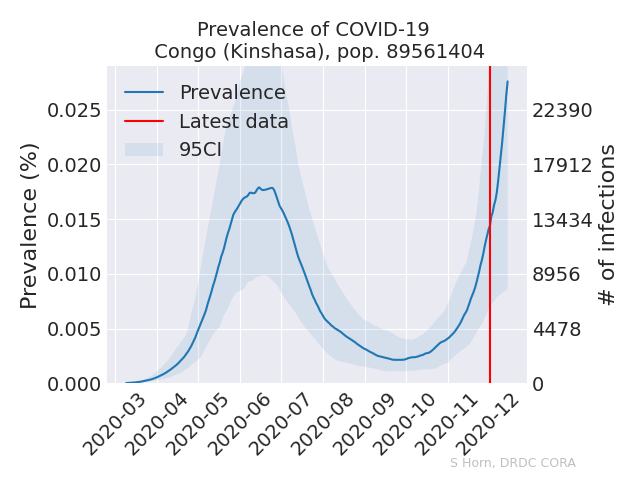 Prevalence of COVID-19
Congo (Kinshasa), pop. 89561404
Prevalence
Latest data
95CI
Prevalence (%)
0.025
0.020
0.015
0.010
0.005
0.000
22390
17912
13434
8956
4478
0
# of infections
2020-03
2020-04
2020-05
2020-06
2020-07
2020-08
2020-09
2020-10
2020-11
2020-12
S Horn, DRDC CORA